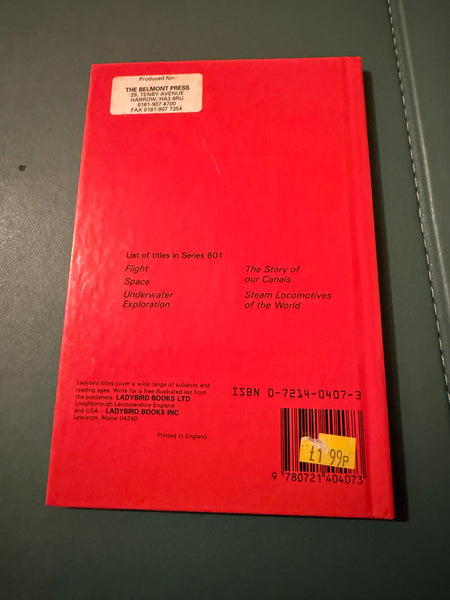 Produced for:-
THE BELMONT PRESS
29, TENBY AVENUE
HARROW, HA3 8RU
0181-907 4700
FAX 0181-907 7354
List of titles in Series 601
Flight
Space
Underwater
Exploration
The Story of
our Canals
Steam Locomotives
of the World
Ladybird titles cover a wide range of subjects and
reading ages. Write for a free illustrated list from
the publishers: LADYBIRD BOOKS LTD
Loughborough Leicestershire England
and USA – LADYBIRD BOOKS INC
Lewiston, Maine 04240.
Printed in England
ISBN 0-7214-0407-3
£1 99p
9 780721 404073